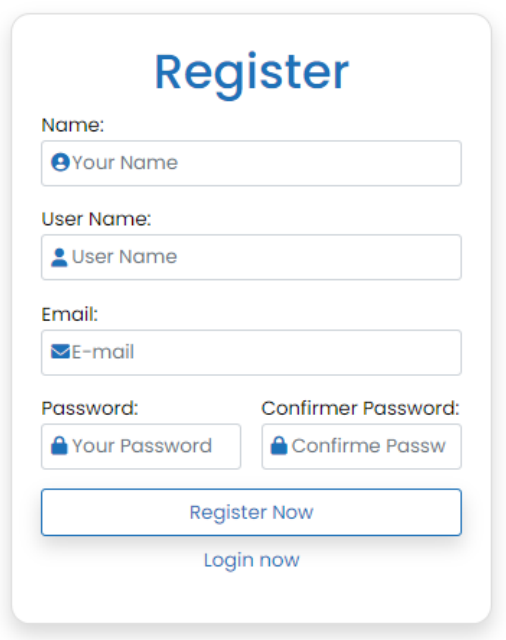 Register
Name:
Your Name
User Name:
User Name
Email:
E-mail
Password: Confirmer Password:
Your Password Confirme Passw
Register Now
Login now